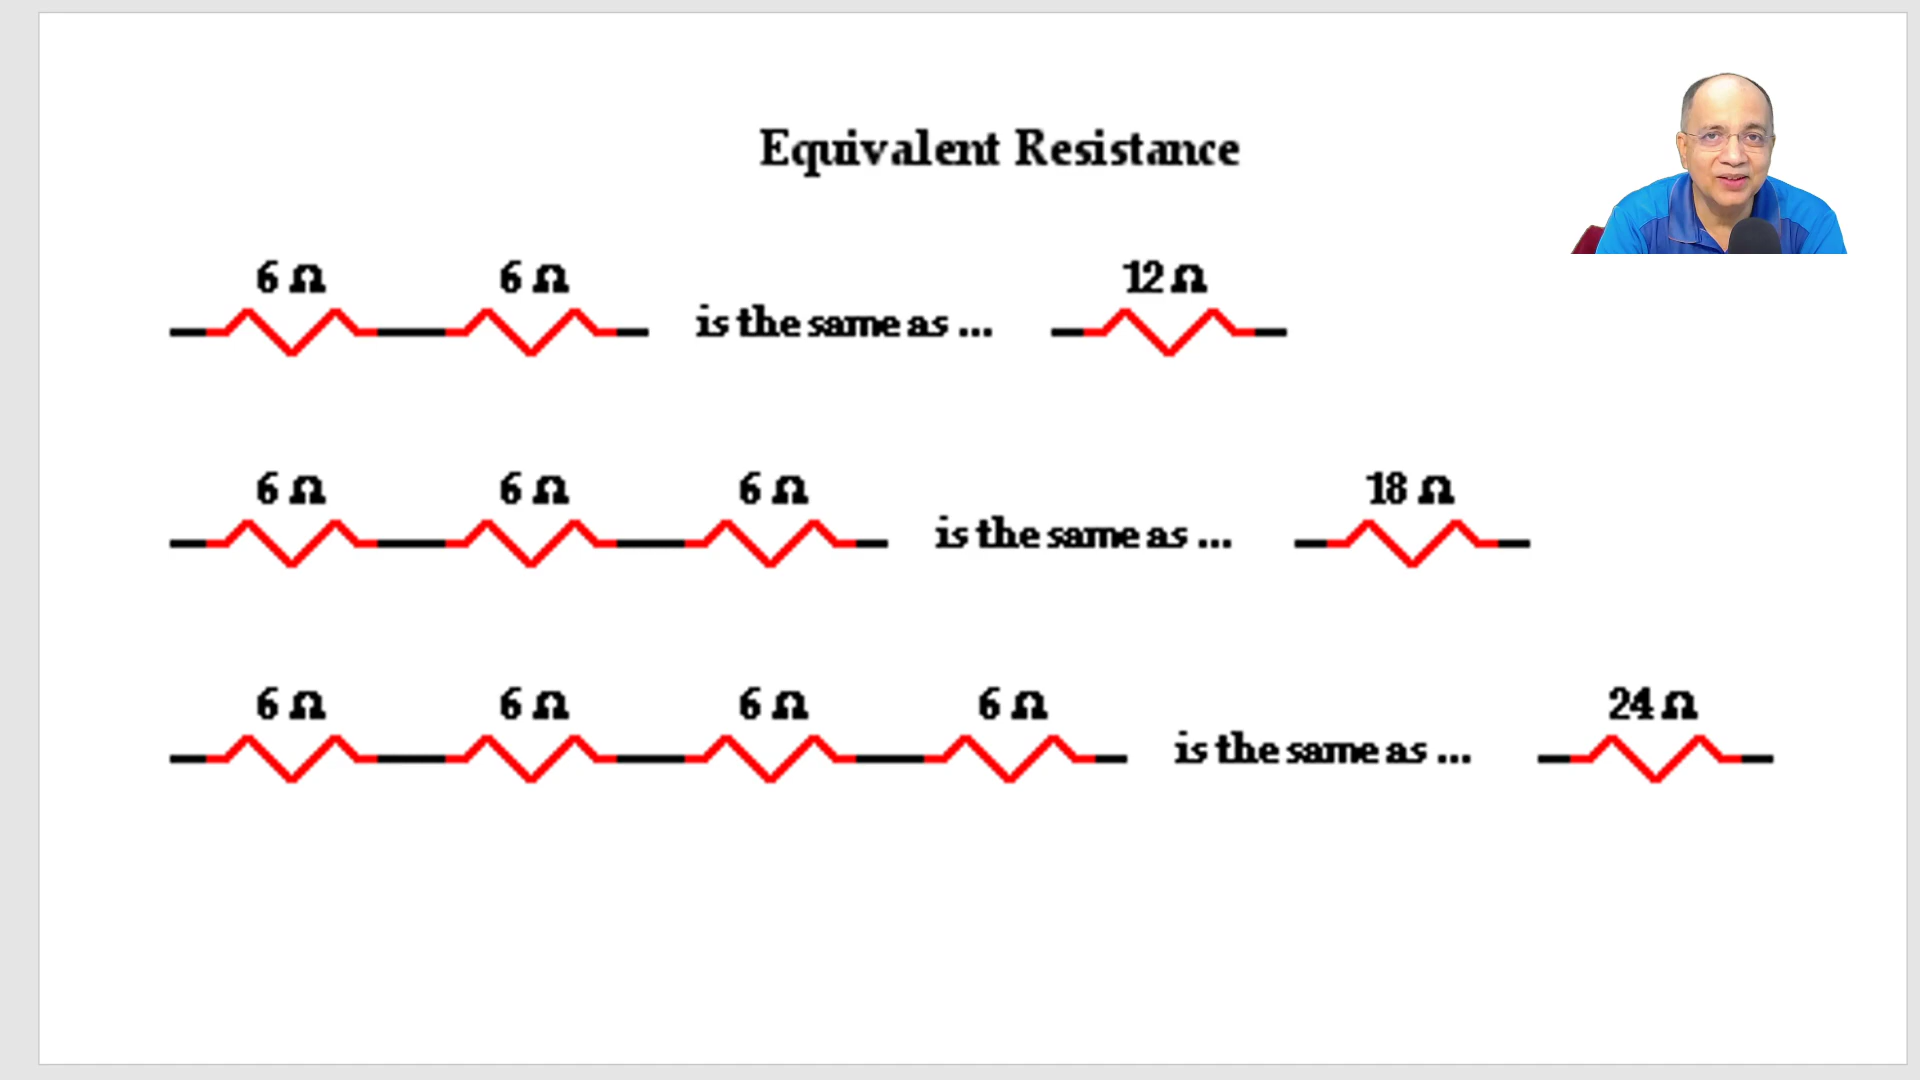 Equivalent Resistance
6 Ω 6 Ω is the same as ... 12 Ω
6 Ω 6 Ω 6 Ω is the same as ... 18 Ω
6 Ω 6 Ω 6 Ω 6 Ω is the same as ... 24 Ω